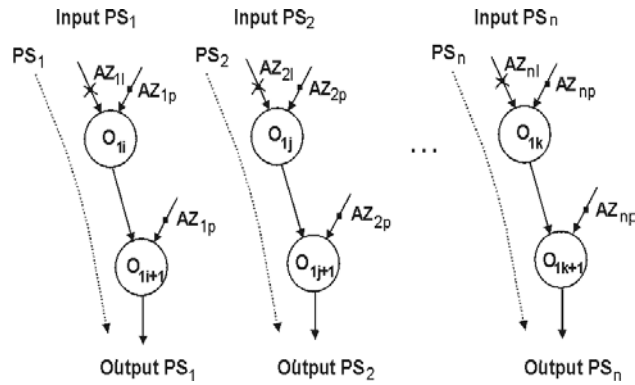 Input PS₁ Input PS₂ Input PSₙ
PS₁ AZ₁ₗ AZ₁ₚ PS₂ AZ₂ₗ AZ₂ₚ PSₙ AZₙₗ AZₙₚ
O₁ᵢ O₁ⱼ ... O₁ₖ
AZ₁ₚ AZ₂ₚ AZₙₚ
O₁ᵢ₊₁ O₁ⱼ₊₁ O₁ₖ₊₁
Output PS₁ Output PS₂ Output PSₙ